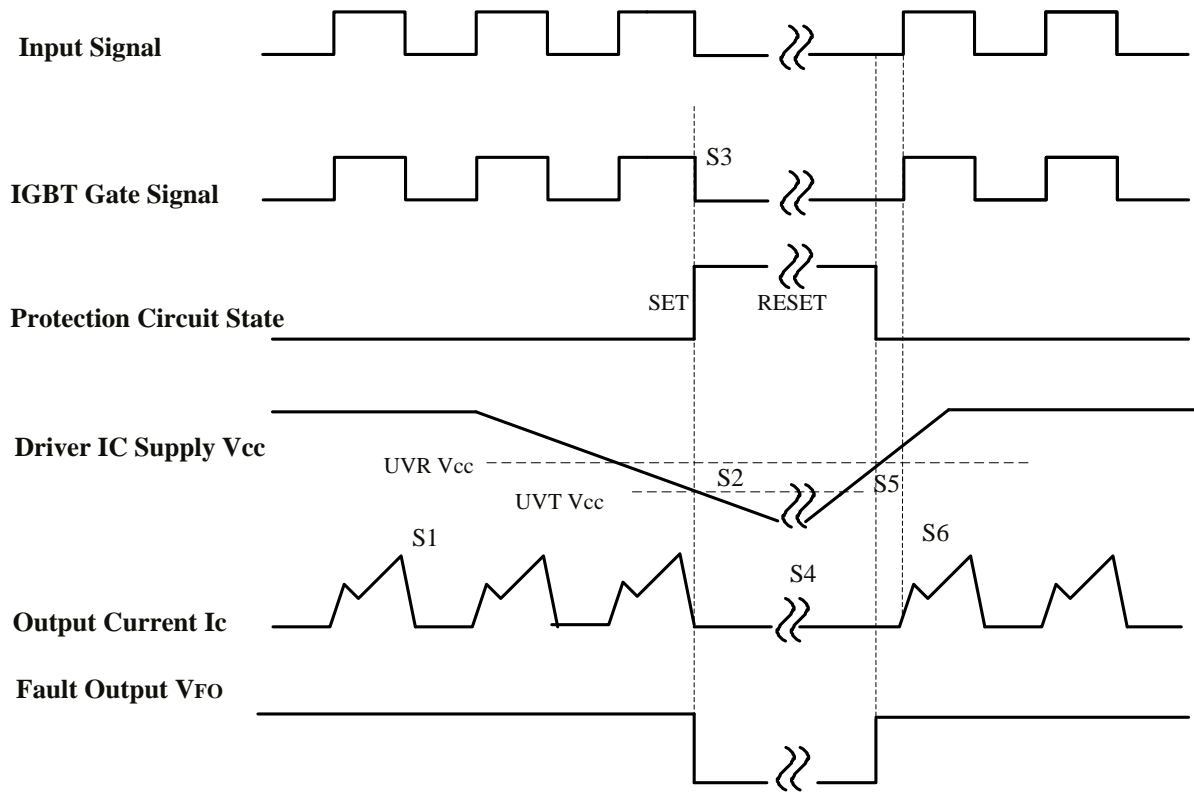 Input Signal
S3
IGBT Gate Signal
SET
RESET
Protection Circuit State
Driver IC Supply Vcc
UVR Vcc
S2
S5
UVT Vcc
S1
S6
S4
Output Current Ic
Fault Output VFO